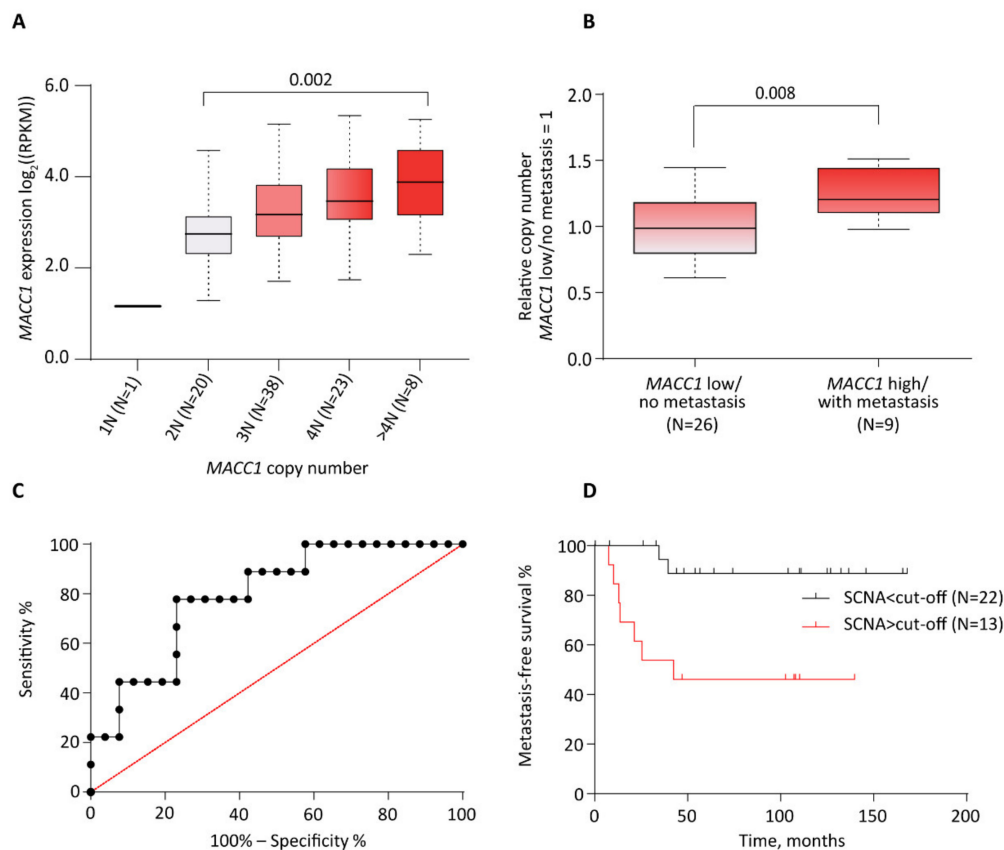 A
MACC1 expression log2((RPKM))
6.0
4.0
2.0
0.0
0.002
1N (N=1)
2N (N=20)
3N (N=38)
4N (N=23)
>4N (N=8)
MACC1 copy number
B
Relative copy number
MACC1 low/no metastasis = 1
2.0
1.5
1.0
0.5
0.0
0.008
MACC1 low/
no metastasis
(N=26)
MACC1 high/
with metastasis
(N=9)
C
Sensitivity %
100
80
60
40
20
0
0 20 40 60 80 100
100% – Specificity %
D
Metastasis-free survival %
100
80
60
40
20
0
SCNA<cut-off (N=22)
SCNA>cut-off (N=13)
0 50 100 150 200
Time, months